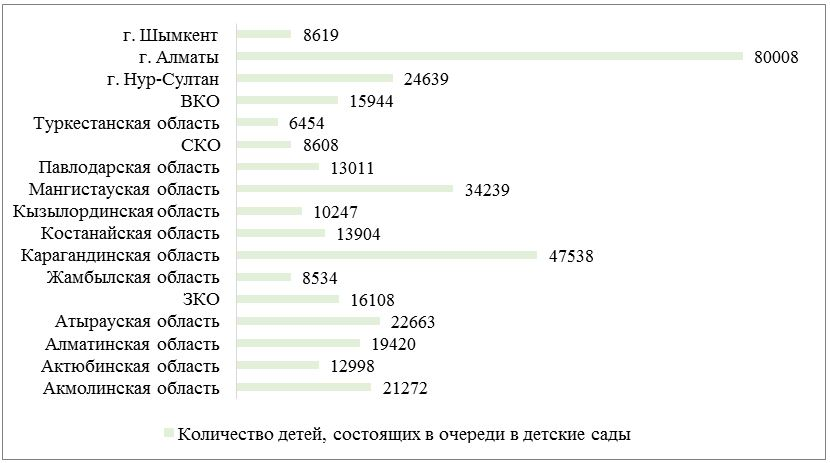 г. Шымкент 8619
г. Алматы 80008
г. Нур-Султан 24639
ВКО 15944
Туркестанская область 6454
СКО 8608
Павлодарская область 13011
Мангистауская область 34239
Кызылординская область 10247
Костанайская область 13904
Карагандинская область 47538
Жамбылская область 8534
ЗКО 16108
Атырауская область 22663
Алматинская область 19420
Актюбинская область 12998
Акмолинская область 21272
Количество детей, состоящих в очереди в детские сады